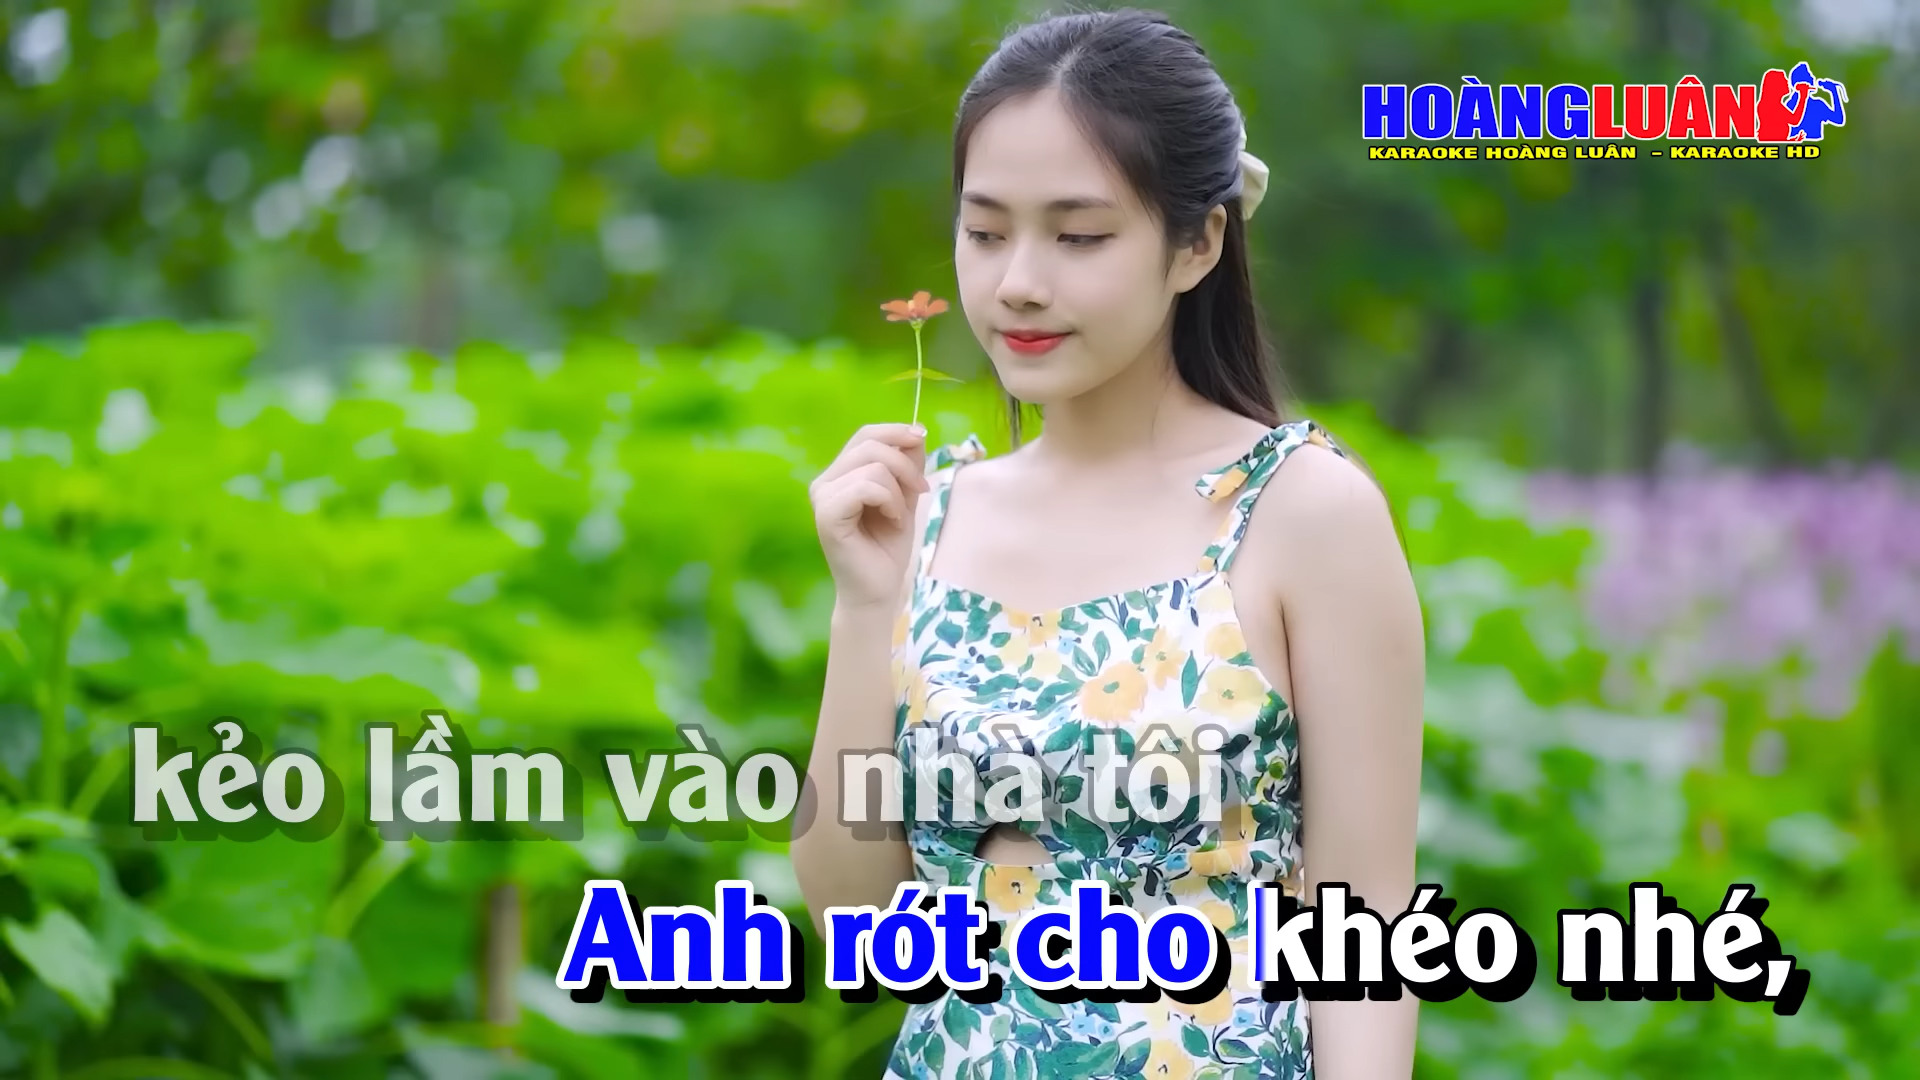 HOÀNGLUÂN
KARAOKE HOÀNG LUÂN - KARAOKE HD
kẻo lầm vào nhà tôi
Anh rót cho khéo nhé,